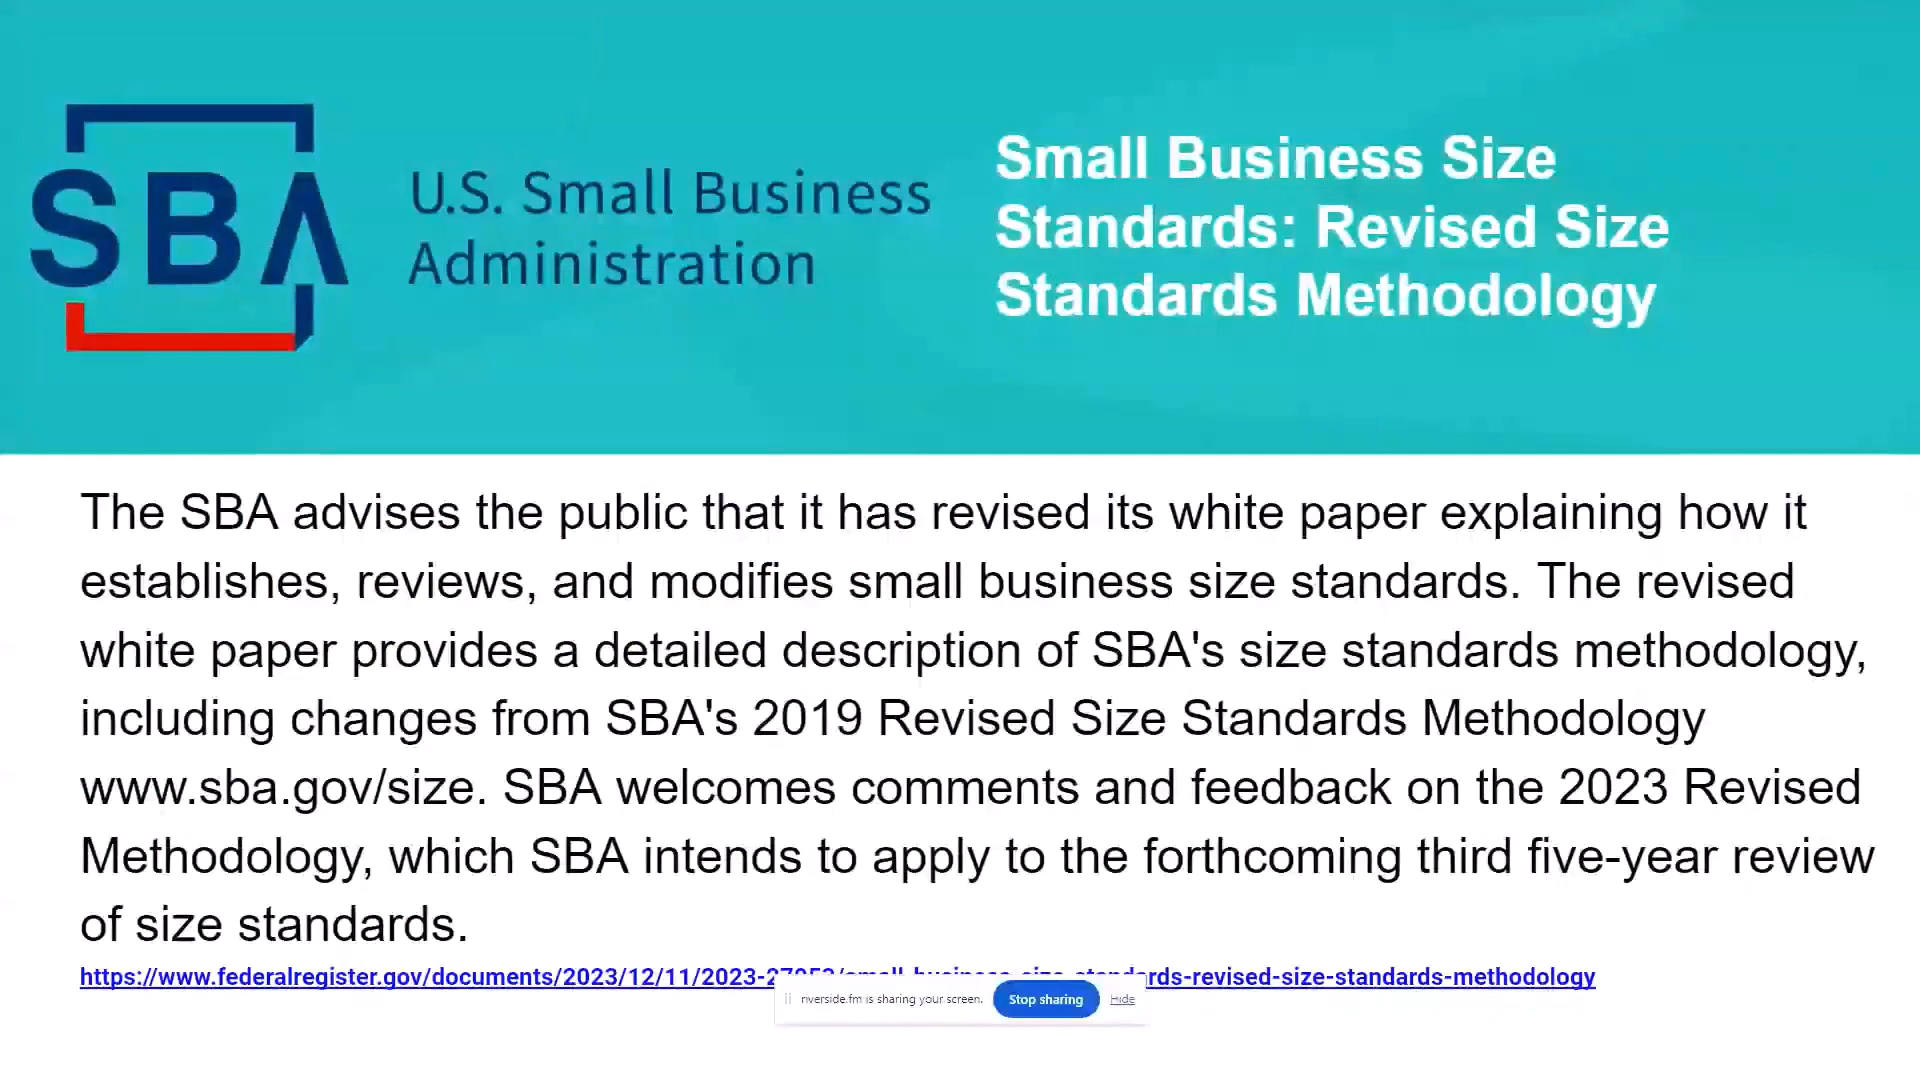 SBA
U.S. Small Business
Administration
Small Business Size
Standards: Revised Size
Standards Methodology
The SBA advises the public that it has revised its white paper explaining how it
establishes, reviews, and modifies small business size standards. The revised
white paper provides a detailed description of SBA's size standards methodology,
including changes from SBA's 2019 Revised Size Standards Methodology
www.sba.gov/size. SBA welcomes comments and feedback on the 2023 Revised
Methodology, which SBA intends to apply to the forthcoming third five-year review
of size standards.
https://www.federalregister.gov/documents/2023/12/11/2023-27053/small-business-size-standards-revised-size-standards-methodology
riverside.fm is sharing your screen.
Stop sharing
Hide